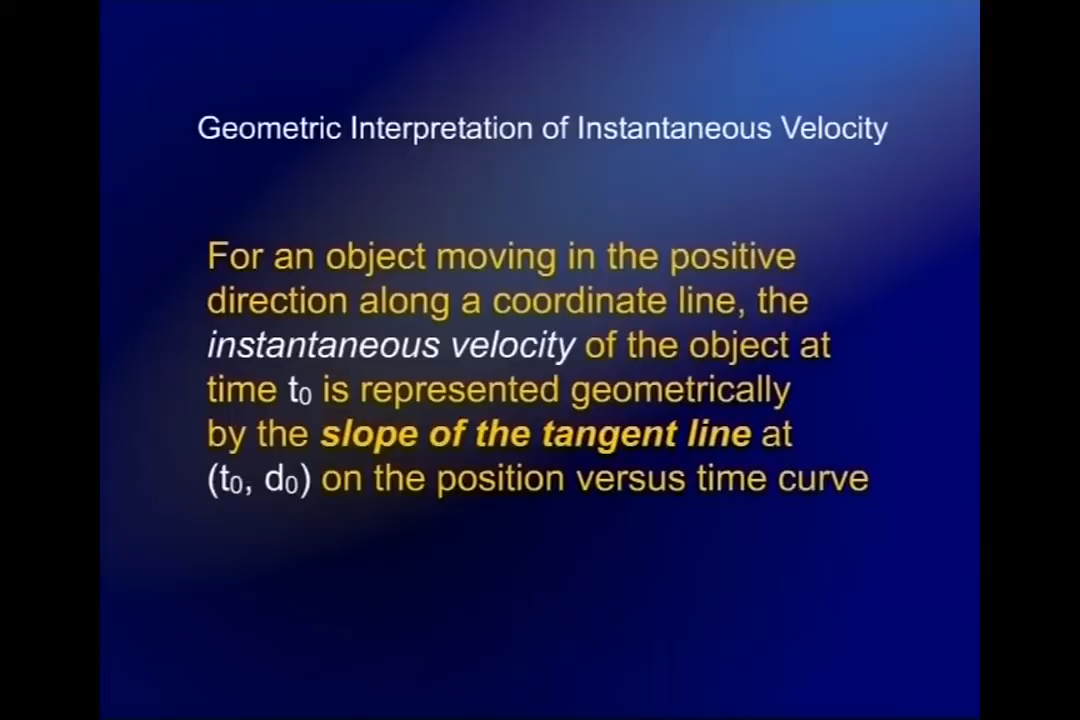 Geometric Interpretation of Instantaneous Velocity
For an object moving in the positive
direction along a coordinate line, the
instantaneous velocity of the object at
time t₀ is represented geometrically
by the slope of the tangent line at
(t₀, d₀) on the position versus time curve